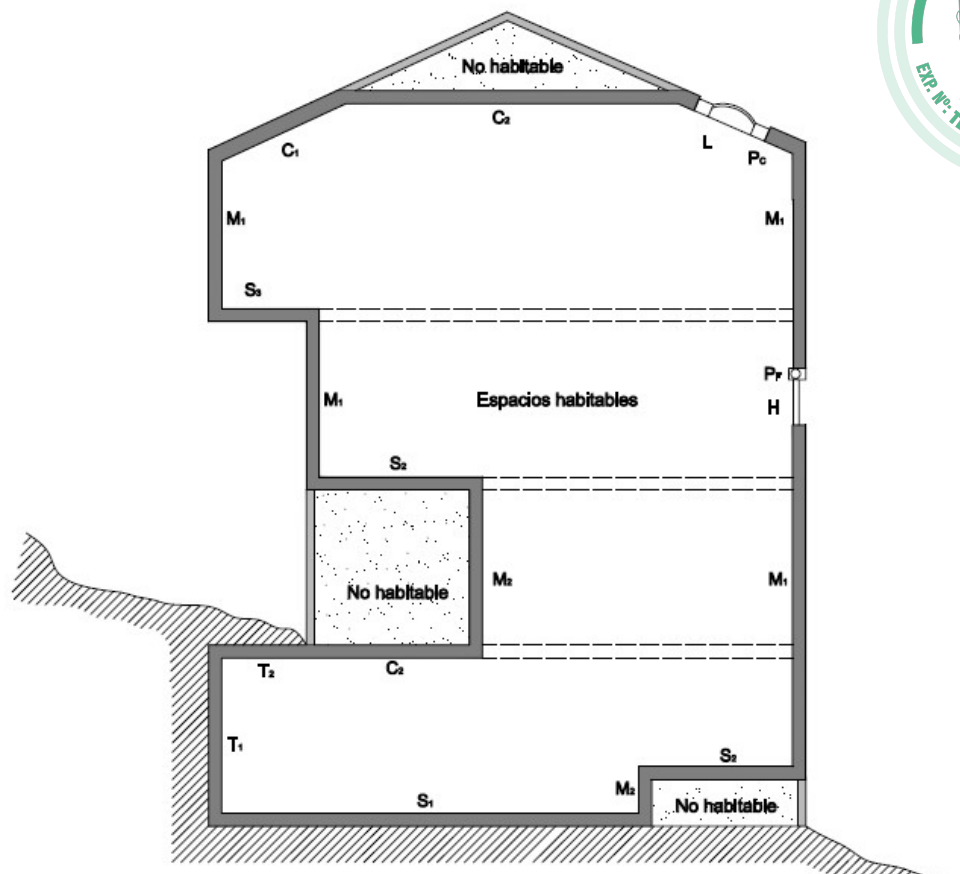 EXP. Nº: T
No habitable
C₂
C₁
L
Pc
M₁
M₁
S₃
PF
M₁
Espacios habitables
H
S₂
No habitable
M₂
M₁
T₂
C₂
T₁
S₂
M₂
S₁
No habitable